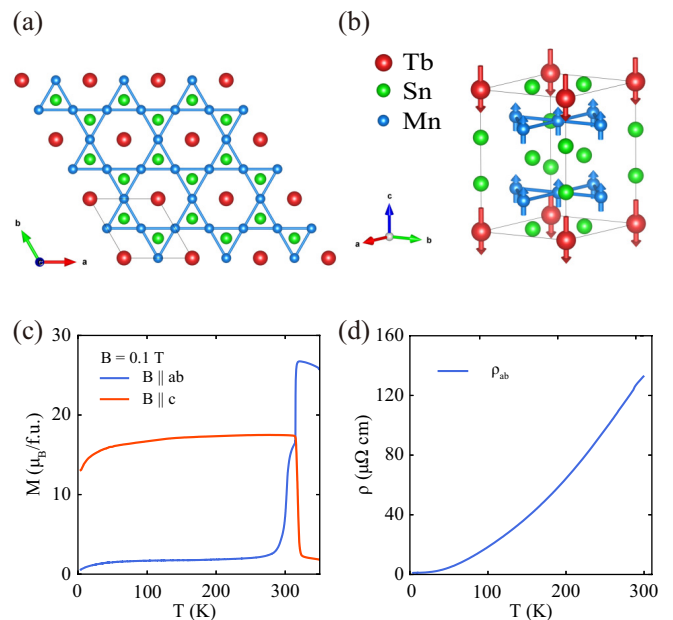 (a)
b
a
(b)
Tb
Sn
Mn
c
a
b
(c)
30
20
10
0
M (μB/f.u.)
B = 0.1 T
B || ab
B || c
0 100 200 300
T (K)
(d)
160
120
80
40
0
ρ (μΩ cm)
ρab
0 100 200 300
T (K)